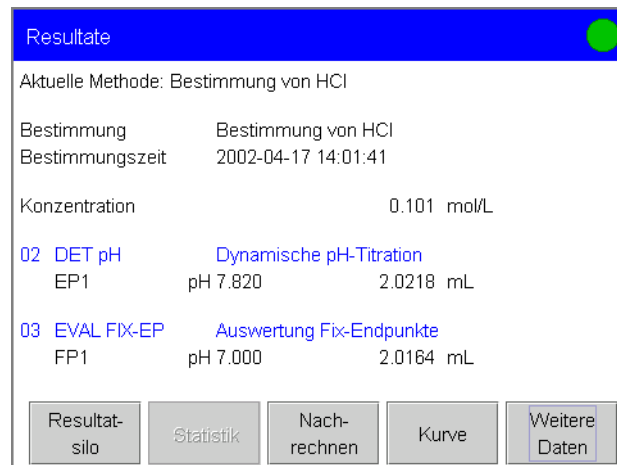 Resultate
Aktuelle Methode: Bestimmung von HCl
Bestimmung Bestimmung von HCl
Bestimmungszeit 2002-04-17 14:01:41
Konzentration 0.101 mol/L
02 DET pH Dynamische pH-Titration
EP1 pH 7.820 2.0218 mL
03 EVAL FIX-EP Auswertung Fix-Endpunkte
FP1 pH 7.000 2.0164 mL
Resultat-
silo
Statistik
Nach-
rechnen
Kurve
Weitere
Daten